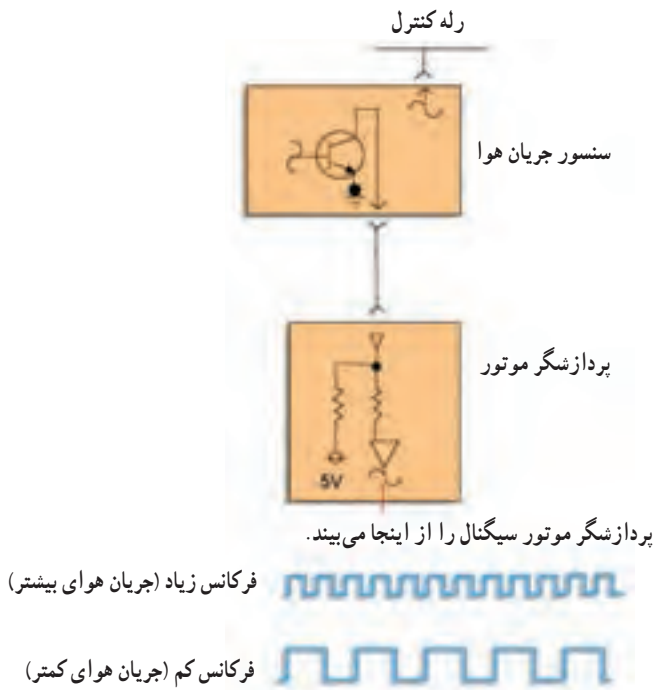 رله کنترل
سنسور جریان هوا
پردازشگر موتور
5V
پردازشگر موتور سیگنال را از اینجا می‌بیند.
فرکانس زیاد (جریان هوای بیشتر)
فرکانس کم (جریان هوای کمتر)